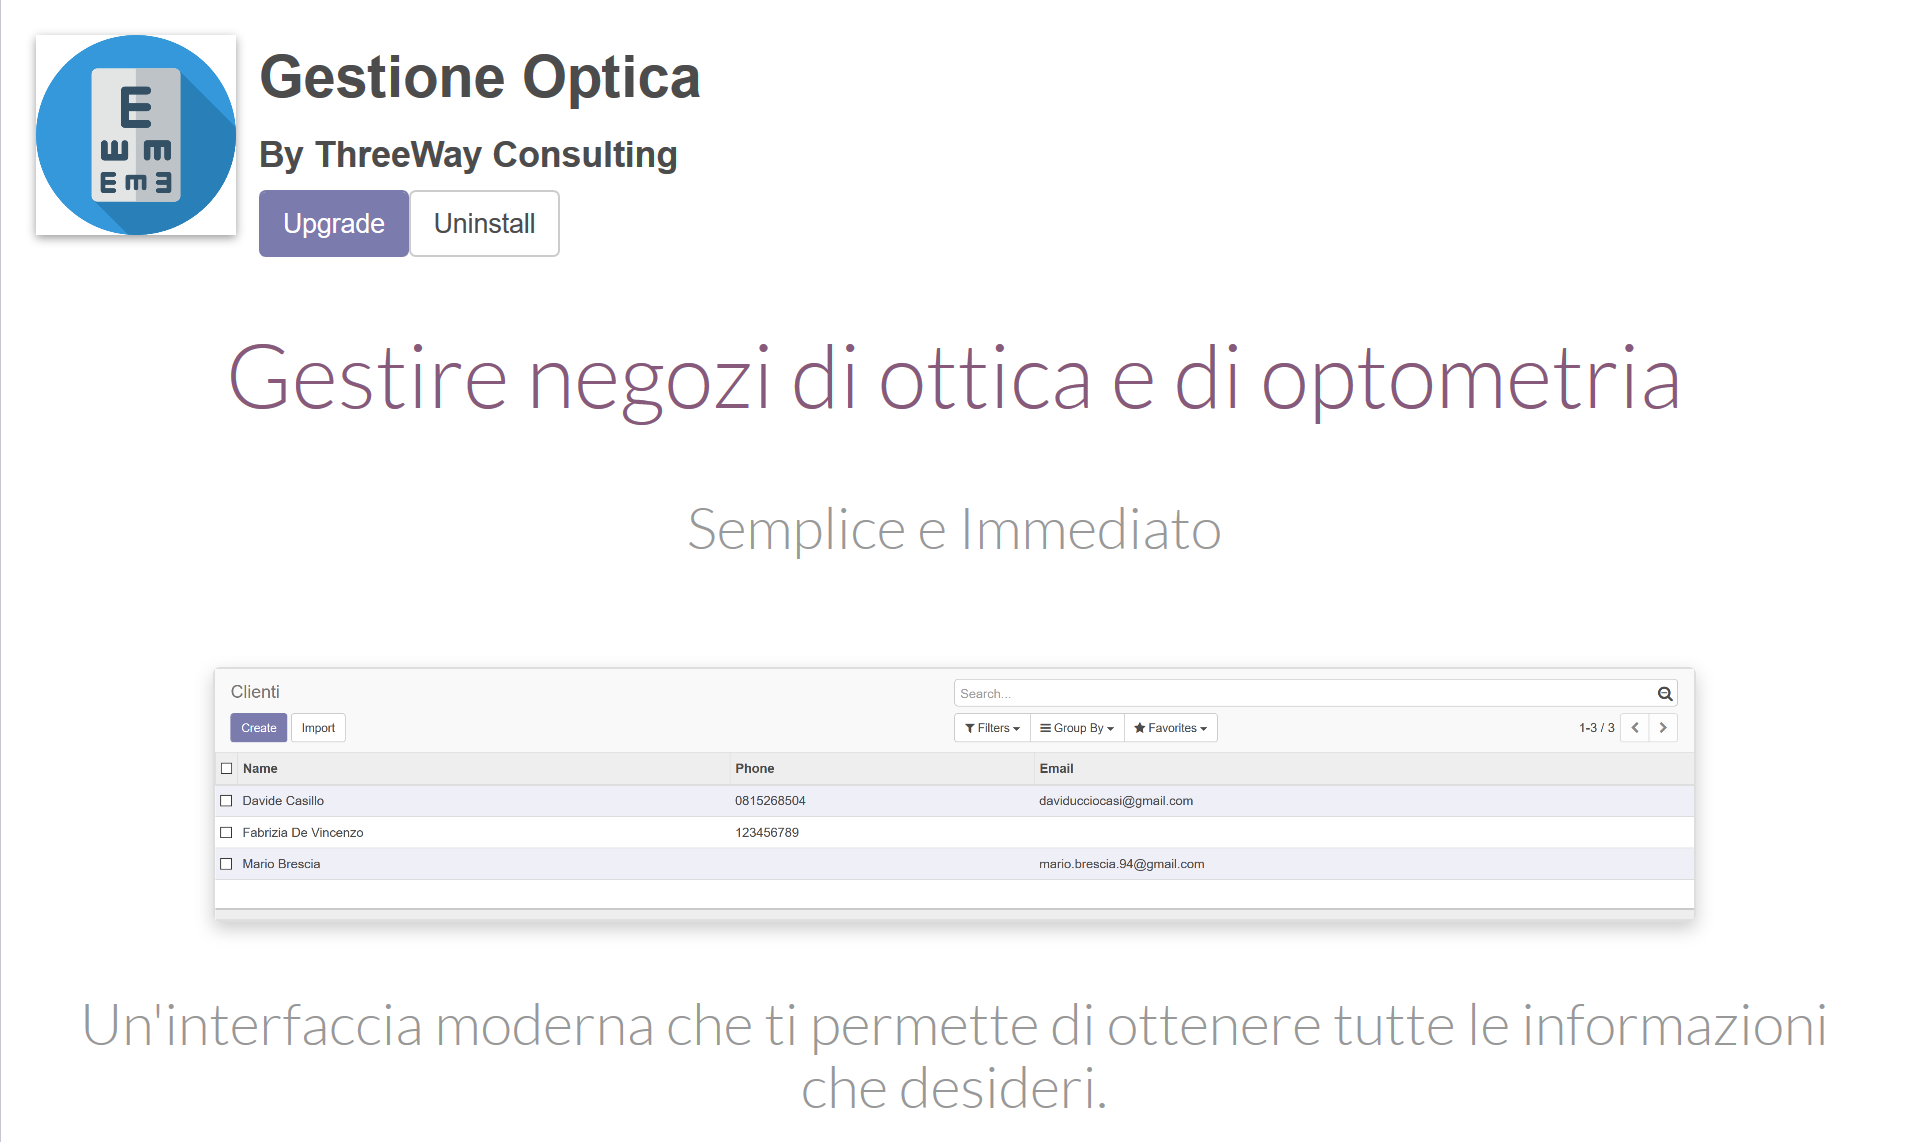 E
E E
E E E
Gestione Optica
By ThreeWay Consulting
Upgrade Uninstall
Gestire negozi di ottica e di optometria
Semplice e Immediato
Clienti
Search...
Create Import
Filters Group By Favorites 1-3 / 3
Name Phone Email
Davide Casillo 0815268504 daviducciocasi@gmail.com
Fabrizia De Vincenzo 123456789
Mario Brescia mario.brescia.94@gmail.com
Un'interfaccia moderna che ti permette di ottenere tutte le informazioni
che desideri.